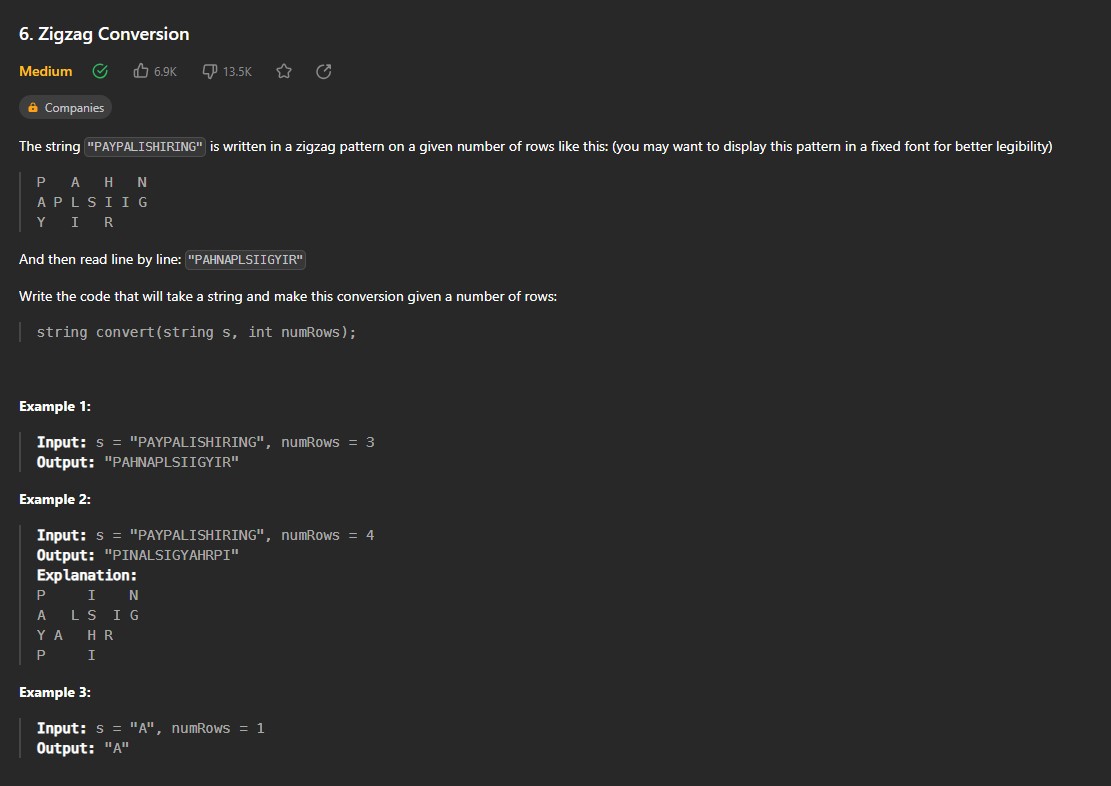 6. Zigzag Conversion
Medium 6.9K 13.5K
Companies
The string "PAYPALISHIRING" is written in a zigzag pattern on a given number of rows like this: (you may want to display this pattern in a fixed font for better legibility)
P   A   H   N
A P L S I I G
Y   I   R
And then read line by line: "PAHNAPLSIIGYIR"
Write the code that will take a string and make this conversion given a number of rows:
string convert(string s, int numRows);
Example 1:
Input: s = "PAYPALISHIRING", numRows = 3
Output: "PAHNAPLSIIGYIR"
Example 2:
Input: s = "PAYPALISHIRING", numRows = 4
Output: "PINALSIGYAHRPI"
Explanation:
P     I    N
A   L S  I G
Y A   H R
P     I
Example 3:
Input: s = "A", numRows = 1
Output: "A"